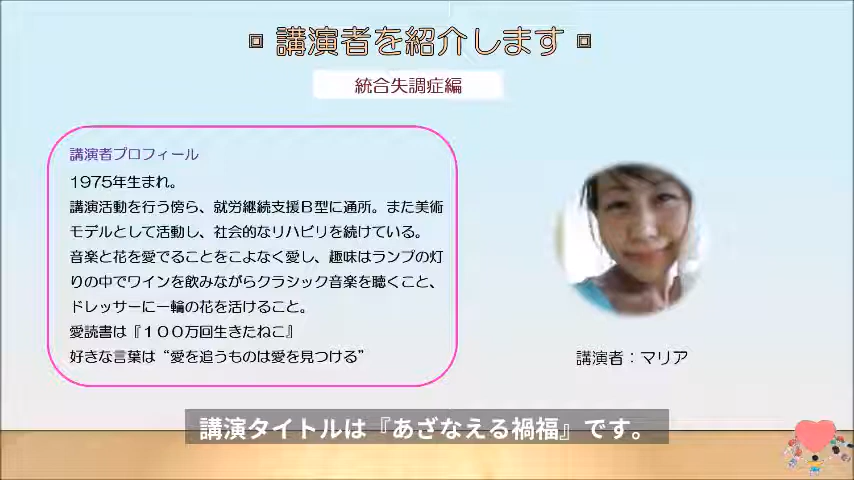 講演者を紹介します
統合失調症編
講演者プロフィール
1975年生まれ。
講演活動を行う傍ら、就労継続支援B型に通所。また美術
モデルとして活動し、社会的なリハビリを続けている。
音楽と花を愛でることをこよなく愛し、趣味はランプの灯
りの中でワインを飲みながらクラシック音楽を聴くこと、
ドレッサーに一輪の花を活けること。
愛読書は『１００万回生きたねこ』
好きな言葉は“愛を追うものは愛を見つける”
講演者：マリア
講演タイトルは『あざなえる禍福』です。